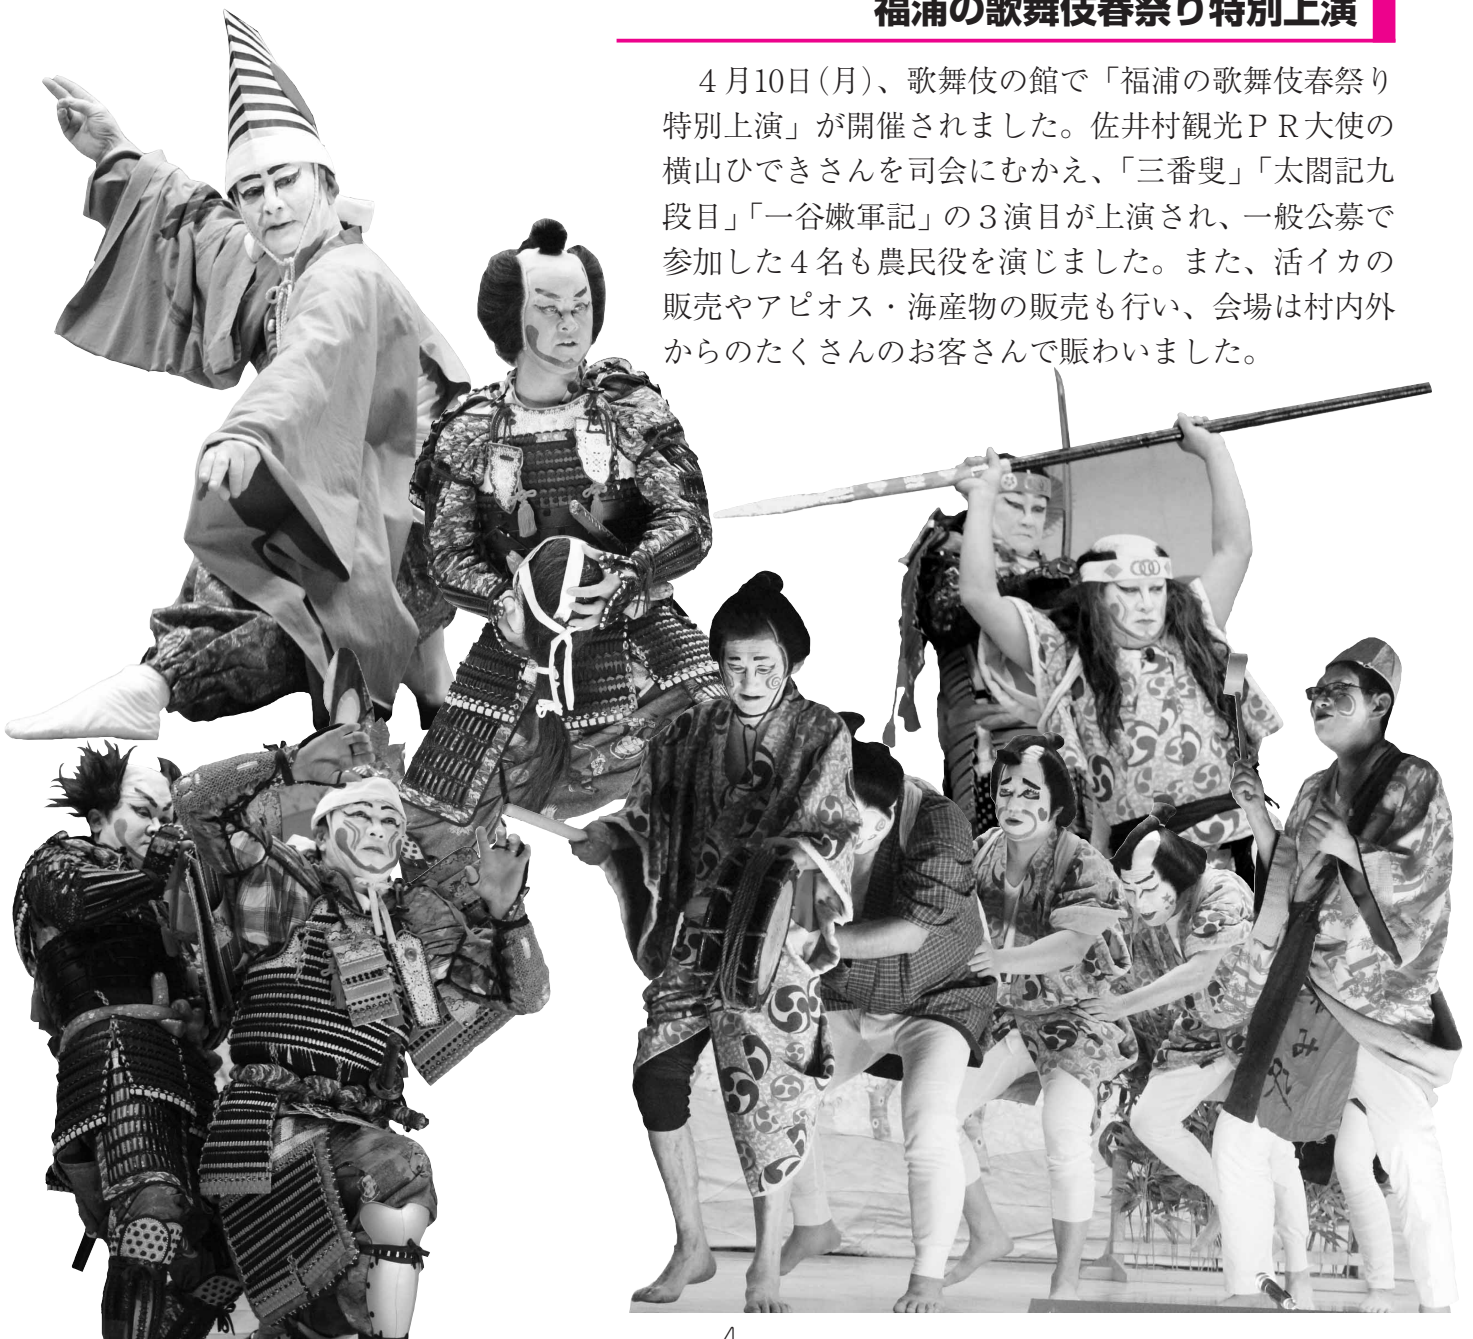 福浦の歌舞伎春祭り特別上演
４月10日(月)、歌舞伎の館で「福浦の歌舞伎春祭り
特別上演」が開催されました。佐井村観光ＰＲ大使の
横山ひできさんを司会にむかえ、「三番叟」「太閤記九
段目」「一谷嫩軍記」の３演目が上演され、一般公募で
参加した４名も農民役を演じました。また、活イカの
販売やアピオス・海産物の販売も行い、会場は村内外
からのたくさんのお客さんで賑わいました。
み丸
4